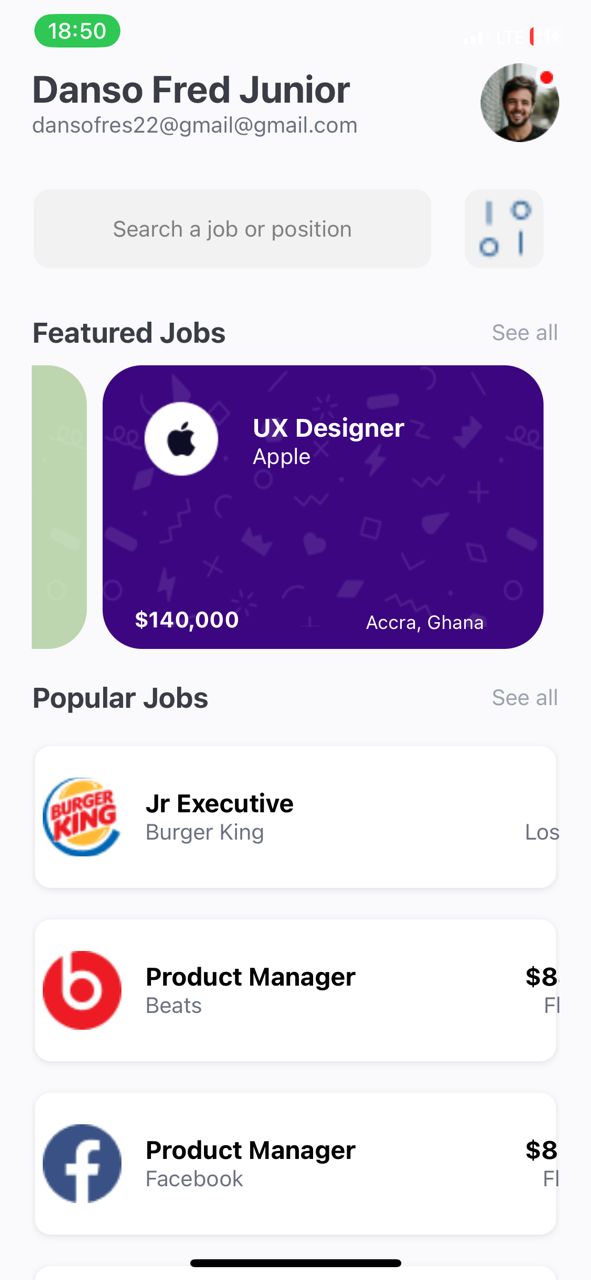 18:50
LTE
Danso Fred Junior
dansofres22@gmail@gmail.com
Search a job or position
Featured Jobs
See all
UX Designer
Apple
$140,000
Accra, Ghana
Popular Jobs
See all
BURGER
KING
Jr Executive
Burger King
Los
Product Manager
$8
Beats
Fl
Product Manager
$8
Facebook
Fl